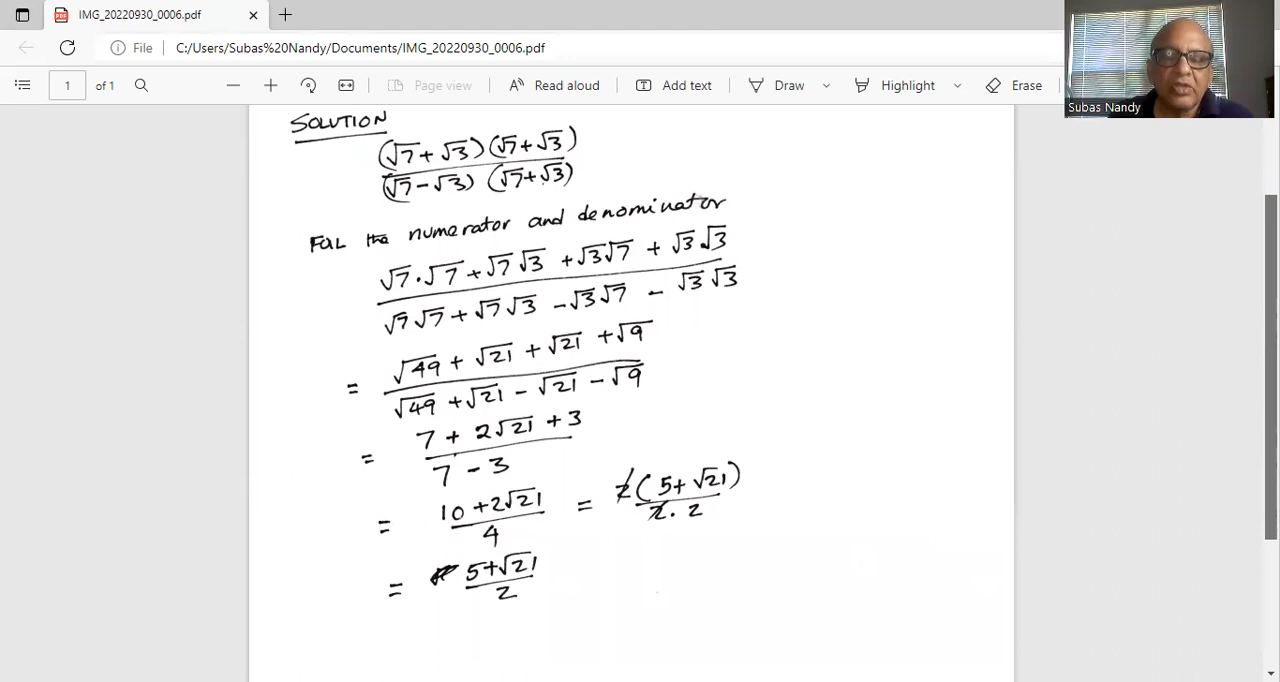 IMG_20220930_0006.pdf
File C:/Users/Subas%20Nandy/Documents/IMG_20220930_0006.pdf
1 of 1 Page view Read aloud Add text Draw Highlight Erase
Subas Nandy
SOLUTION
(√7 + √3) (√7 + √3)
(√7 - √3) (√7 + √3)
the numerator and denominator
√7 . √7 + √7 √3 + √3 √7 + √3 √3
√7 √7 + √7 √3 - √3 √7 - √3 √3
= √49 + √21 + √21 + √9
√49 + √21 - √21 - √9
= 7 + 2√21 + 3
7 - 3
= 10 + 2√21 = 2 (5 + √21)
4 2 . 2
= 5 + √21
2